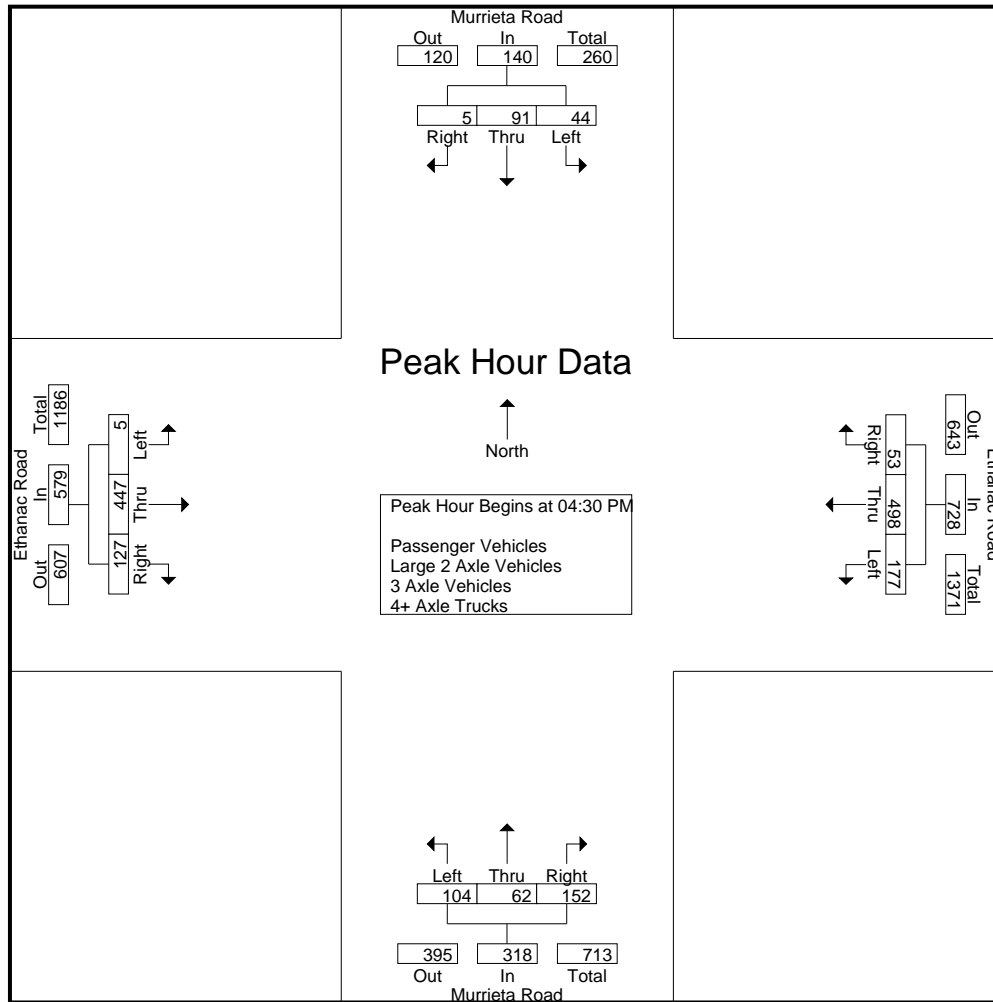 Murrieta Road
Out In Total
120 140 260
5 91 44
Right Thru Left
Peak Hour Data
North
Peak Hour Begins at 04:30 PM
Passenger Vehicles
Large 2 Axle Vehicles
3 Axle Vehicles
4+ Axle Trucks
Ethanac Road
Out In Total
607 579 1186
127 447 5
Right Thru Left
Ethanac Road
Out In Total
643 728 1371
53 498 177
Right Thru Left
Left Thru Right
104 62 152
395 318 713
Out In Total
Murrieta Road